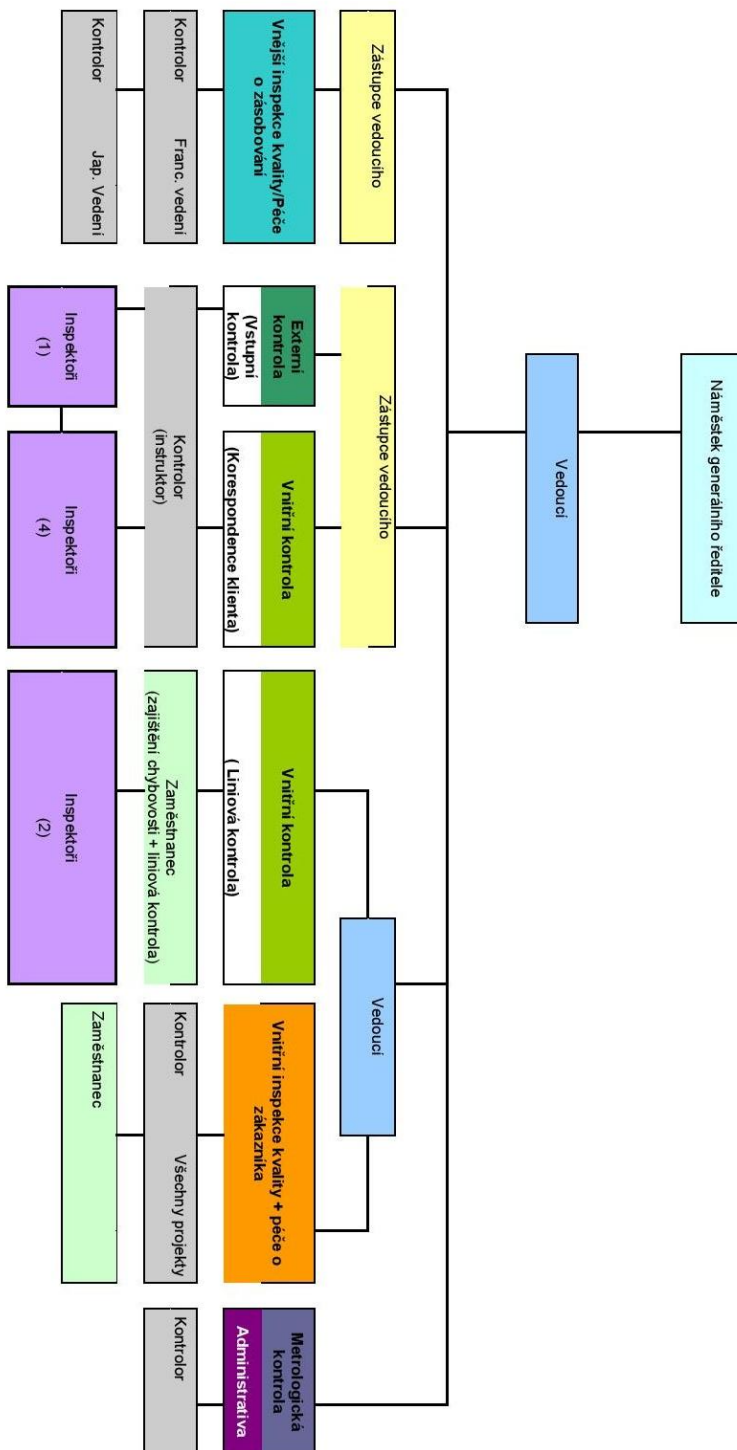 Náměstek generálního ředitele
Vedoucí
Zástupce vedoucího
Vnější inspekce kvality/Péče
o zásobování
Kontrolor Franc. vedení
Kontrolor Jap. Vedení
Zástupce vedoucího
Externí
kontrola
(Vstupní
kontrola)
Vnitřní kontrola
(Korespondence klienta)
Kontrolor
(instruktor)
Inspektoři
(1)
Inspektoři
(4)
Vedoucí
Vnitřní kontrola
( Liniová kontrola)
Zaměstnanec
(zajištění chybovosti + liniová kontrola)
Inspektoři
(2)
Vnitřní inspekce kvality + péče o
zákazníka
Kontrolor Všechny projekty
Zaměstnanec
Metrologická
kontrola
Administrativa
Kontrolor